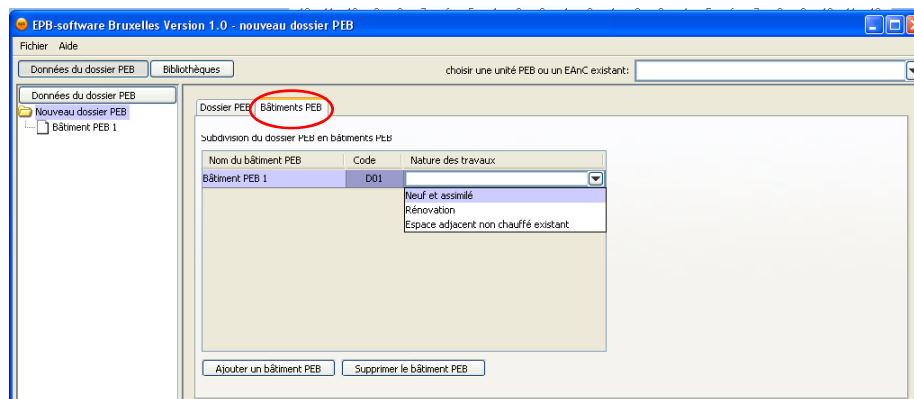 EPB-software Bruxelles Version 1.0 - nouveau dossier PEB
Fichier Aide
Données du dossier PEB Bibliothèques choisir une unité PEB ou un EAnC existant:
Données du dossier PEB
Nouveau dossier PEB
Bâtiment PEB 1
Dossier PEB Bâtiments PEB
Subdivision du dossier PEB en bâtiments PEB
Nom du bâtiment PEB Code Nature des travaux
Bâtiment PEB 1 D01
Neuf et assimilé
Rénovation
Espace adjacent non chauffé existant
Ajouter un bâtiment PEB Supprimer le bâtiment PEB